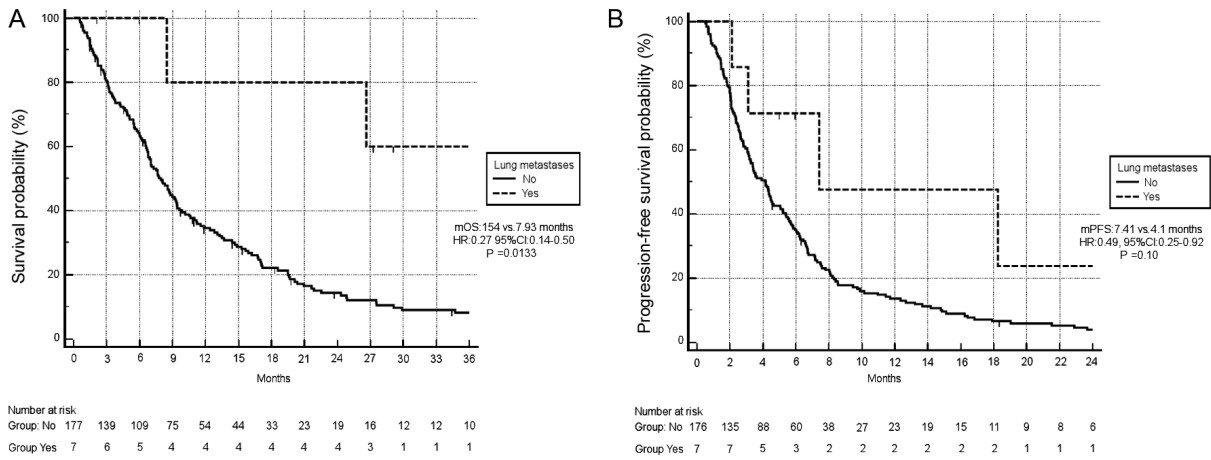 A
Survival probability (%)
100
80
60
40
20
0
0 3 6 9 12 15 18 21 24 27 30 33 36
Months
Lung metastases
No
Yes
mOS:154 vs.7.93 months
HR:0.27 95%CI:0.14-0.50
P =0.0133
Number at risk
Group: No 177 139 109 75 54 44 33 23 19 16 12 12 10
Group Yes 7 6 5 4 4 4 4 4 4 3 1 1 1
B
Progression-free survival probability (%)
100
80
60
40
20
0
0 2 4 6 8 10 12 14 16 18 20 22 24
Months
Lung metastases
No
Yes
mPFS:7.41 vs.4.1 months
HR:0.49, 95%CI:0.25-0.92
P =0.10
Number at risk
Group: No 176 135 88 60 38 27 23 19 15 11 9 8 6
Group Yes 7 7 5 3 2 2 2 2 2 2 1 1 1